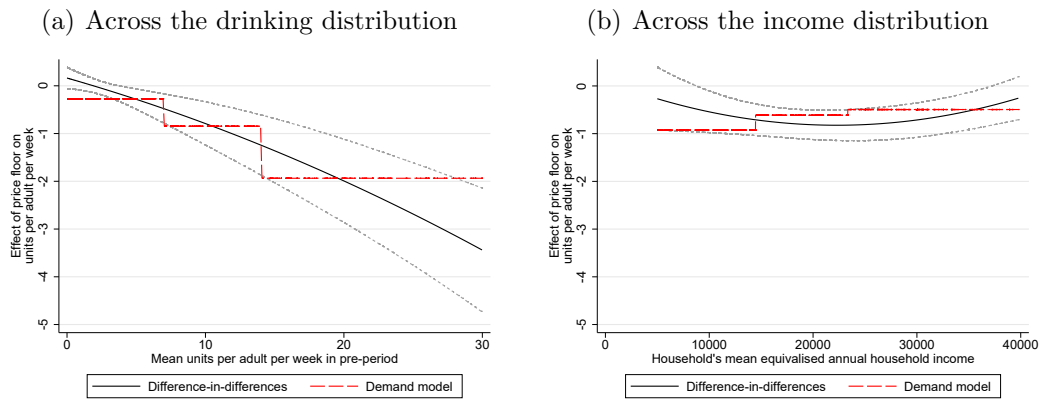 (a) Across the drinking distribution
Effect of price floor on
units per adult per week
0
-1
-2
-3
-4
-5
0 10 20 30
Mean units per adult per week in pre-period
Difference-in-differences Demand model
(b) Across the income distribution
Effect of price floor on
units per adult per week
0
-1
-2
-3
-4
-5
0 10000 20000 30000 40000
Household's mean equivalised annual household income
Difference-in-differences Demand model